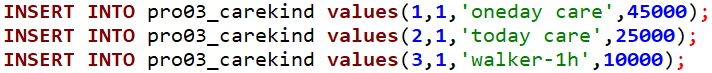 INSERT INTO pro03_carekind values(1,1,'oneday care',45000);
INSERT INTO pro03_carekind values(2,1,'today care',25000);
INSERT INTO pro03_carekind values(3,1,'walker-1h',10000);